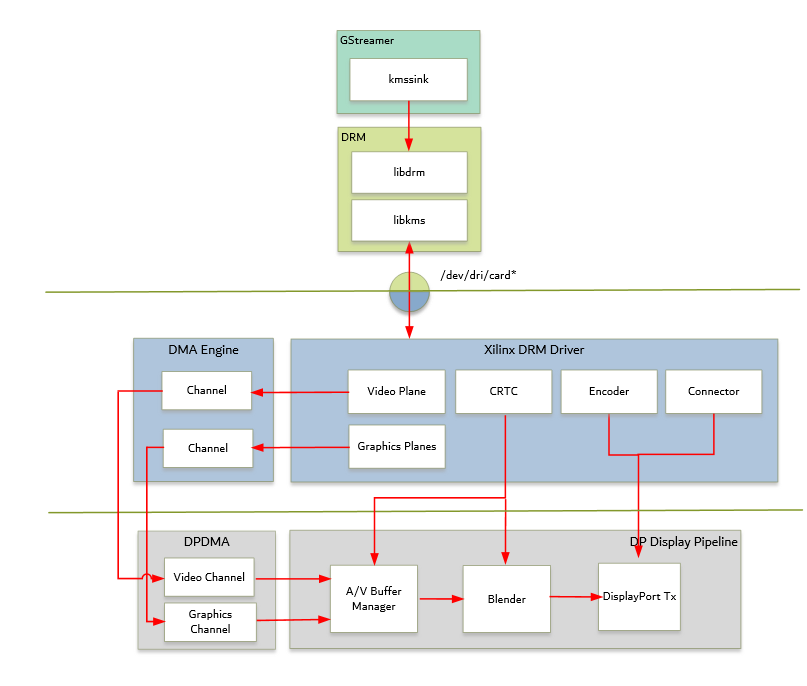 GStreamer
kmssink
DRM
libdrm
libkms
/dev/dri/card*
DMA Engine
Channel
Channel
Xilinx DRM Driver
Video Plane
CRTC
Encoder
Connector
Graphics Planes
DPDMA
Video Channel
Graphics
Channel
DP Display Pipeline
A/V Buffer
Manager
Blender
DisplayPort Tx